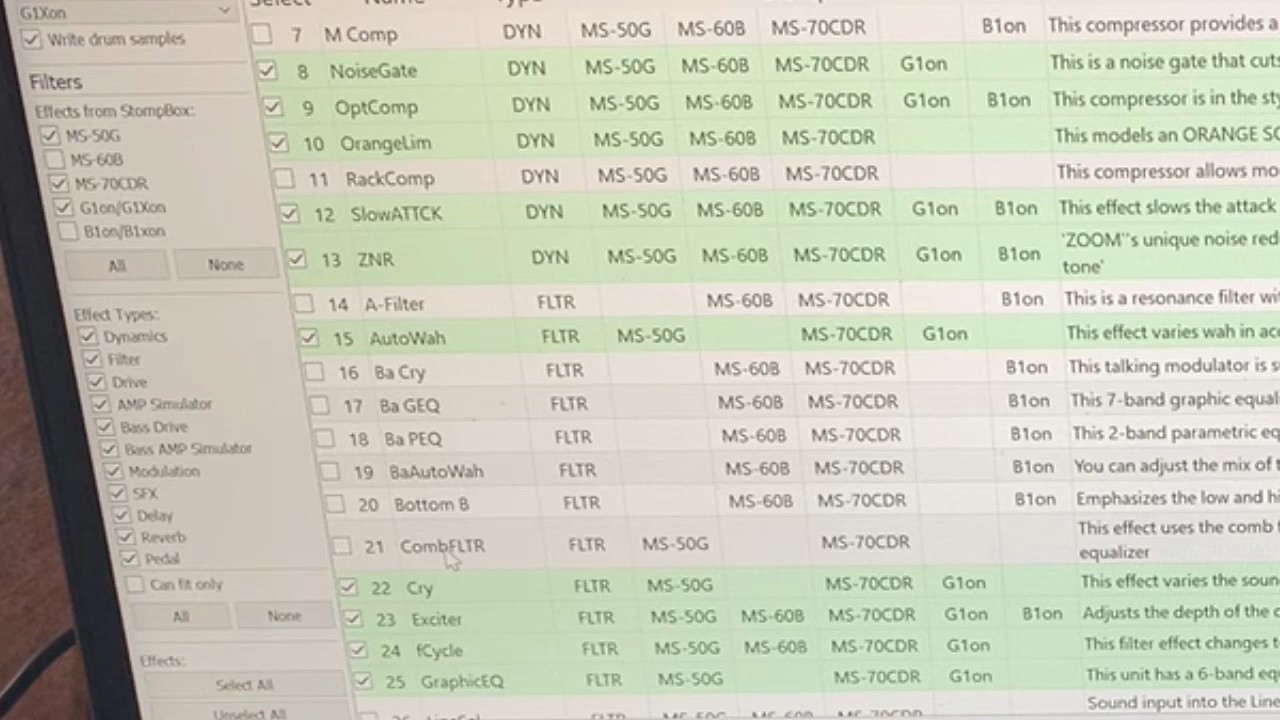 G1Xon
Write drum samples
Filters
Effects from StompBox:
MS-50G
MS-60B
MS-70CDR
G1on/G1Xon
B1on/B1xon
All None
Effect Types:
Dynamics
Filter
Drive
AMP Simulator
Bass Drive
Bass AMP Simulator
Modulation
SFX
Delay
Reverb
Pedal
Can fit only
All None
Effects:
Select All
Unselect All
7 M Comp DYN MS-50G MS-60B MS-70CDR B1on This compressor provides a
8 NoiseGate DYN MS-50G MS-60B MS-70CDR G1on This is a noise gate that cuts
9 OptComp DYN MS-50G MS-60B MS-70CDR G1on B1on This compressor is in the sty
10 OrangeLim DYN MS-50G MS-60B MS-70CDR This models an ORANGE SQ
11 RackComp DYN MS-50G MS-60B MS-70CDR This compressor allows mo
12 SlowATTCK DYN MS-50G MS-60B MS-70CDR G1on B1on This effect slows the attack
13 ZNR DYN MS-50G MS-60B MS-70CDR G1on B1on 'ZOOM''s unique noise red
tone'
14 A-Filter FLTR MS-60B MS-70CDR B1on This is a resonance filter wi
15 AutoWah FLTR MS-50G MS-70CDR G1on This effect varies wah in acc
16 Ba Cry FLTR MS-60B MS-70CDR B1on This talking modulator is s
17 Ba GEQ FLTR MS-60B MS-70CDR B1on This 7-band graphic equal
18 Ba PEQ FLTR MS-60B MS-70CDR B1on This 2-band parametric eq
19 BaAutoWah FLTR MS-60B MS-70CDR B1on You can adjust the mix of
20 Bottom B FLTR MS-60B MS-70CDR B1on Emphasizes the low and hi
21 CombFLTR FLTR MS-50G MS-70CDR This effect uses the comb f
equalizer
22 Cry FLTR MS-50G MS-70CDR G1on This effect varies the soun
23 Exciter FLTR MS-50G MS-60B MS-70CDR G1on B1on Adjusts the depth of the
24 fCycle FLTR MS-50G MS-60B MS-70CDR G1on This filter effect changes
25 GraphicEQ FLTR MS-50G MS-70CDR G1on This unit has a 6-band eq
Sound input into the Line